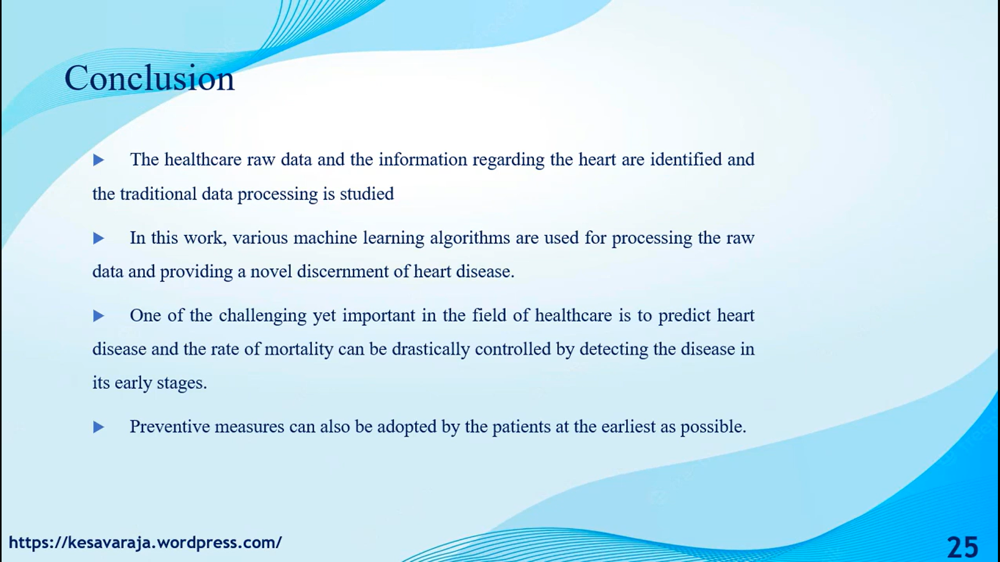 Conclusion
The healthcare raw data and the information regarding the heart are identified and
the traditional data processing is studied
In this work, various machine learning algorithms are used for processing the raw
data and providing a novel discernment of heart disease.
One of the challenging yet important in the field of healthcare is to predict heart
disease and the rate of mortality can be drastically controlled by detecting the disease in
its early stages.
Preventive measures can also be adopted by the patients at the earliest as possible.
https://kesavaraja.wordpress.com/
25